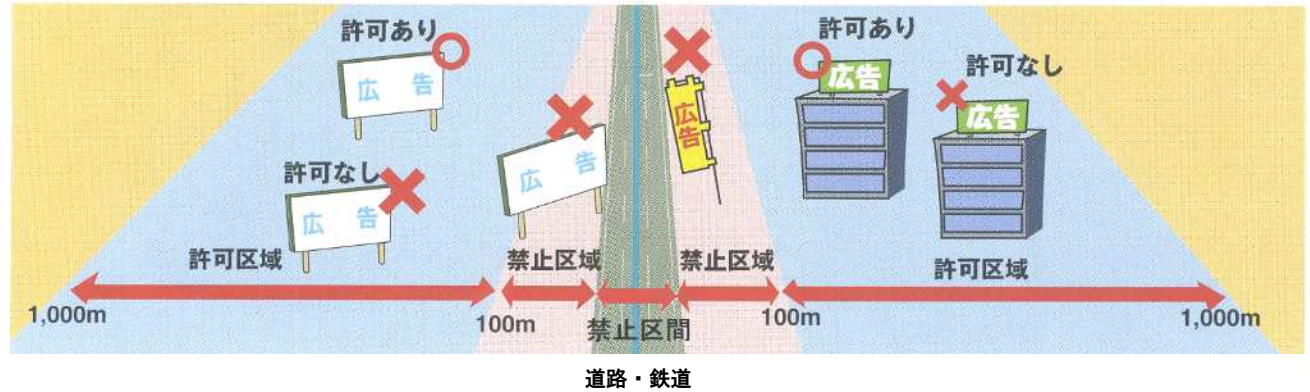 許可あり
広告
許可なし
広告
広告
広告
許可あり
広告
許可なし
広告
許可区域
禁止区域
禁止区域
許可区域
1,000m
100m
禁止区間
100m
1,000m
道路・鉄道